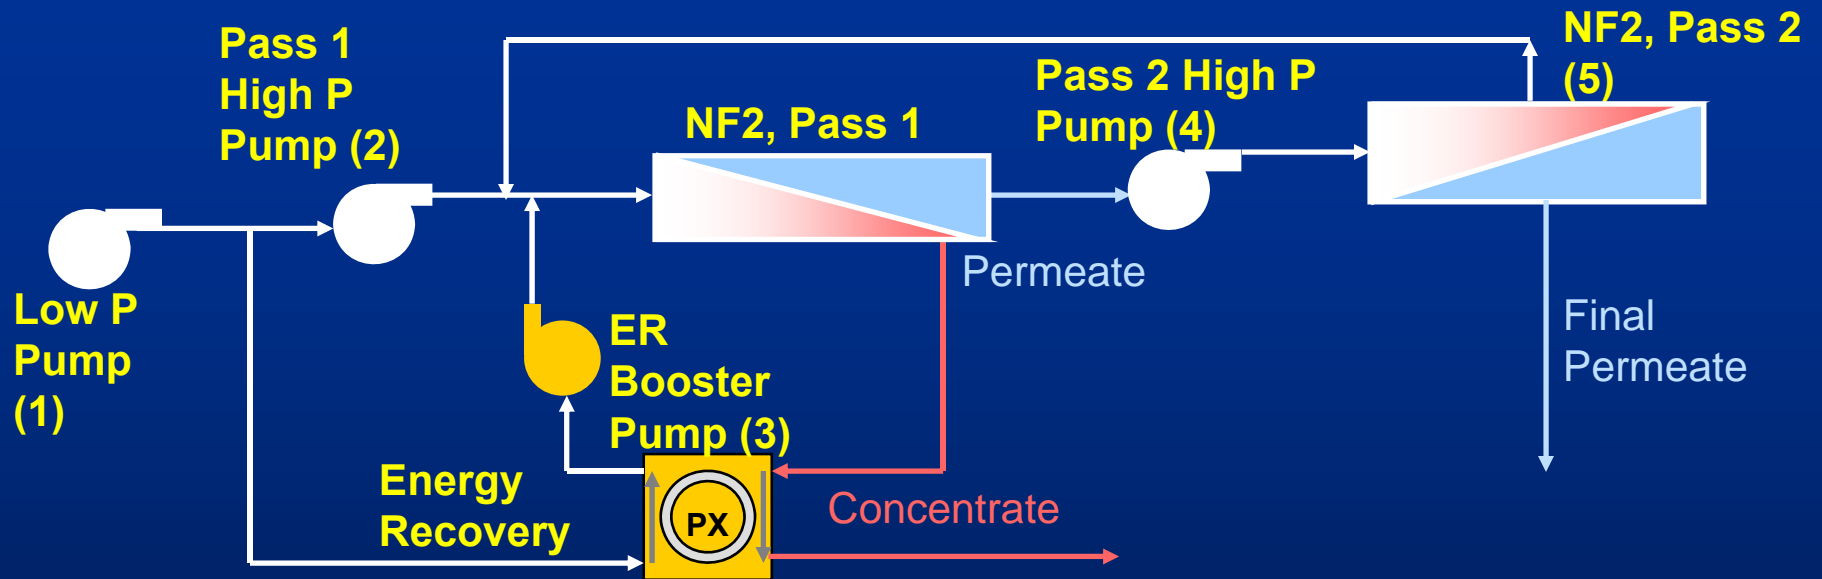 Pass 1
High P
Pump (2)
NF2, Pass 1
Pass 2 High P
Pump (4)
NF2, Pass 2
(5)
Low P
Pump
(1)
Permeate
ER
Booster
Pump (3)
Final
Permeate
Energy
Recovery
PX
Concentrate